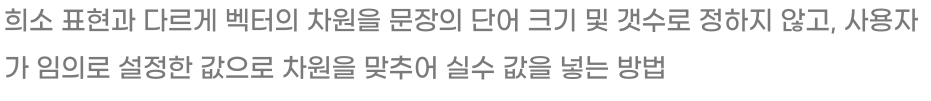 희소 표현과 다르게 벡터의 차원을 문장의 단어 크기 및 갯수로 정하지 않고, 사용자
가 임의로 설정한 값으로 차원을 맞추어 실수 값을 넣는 방법